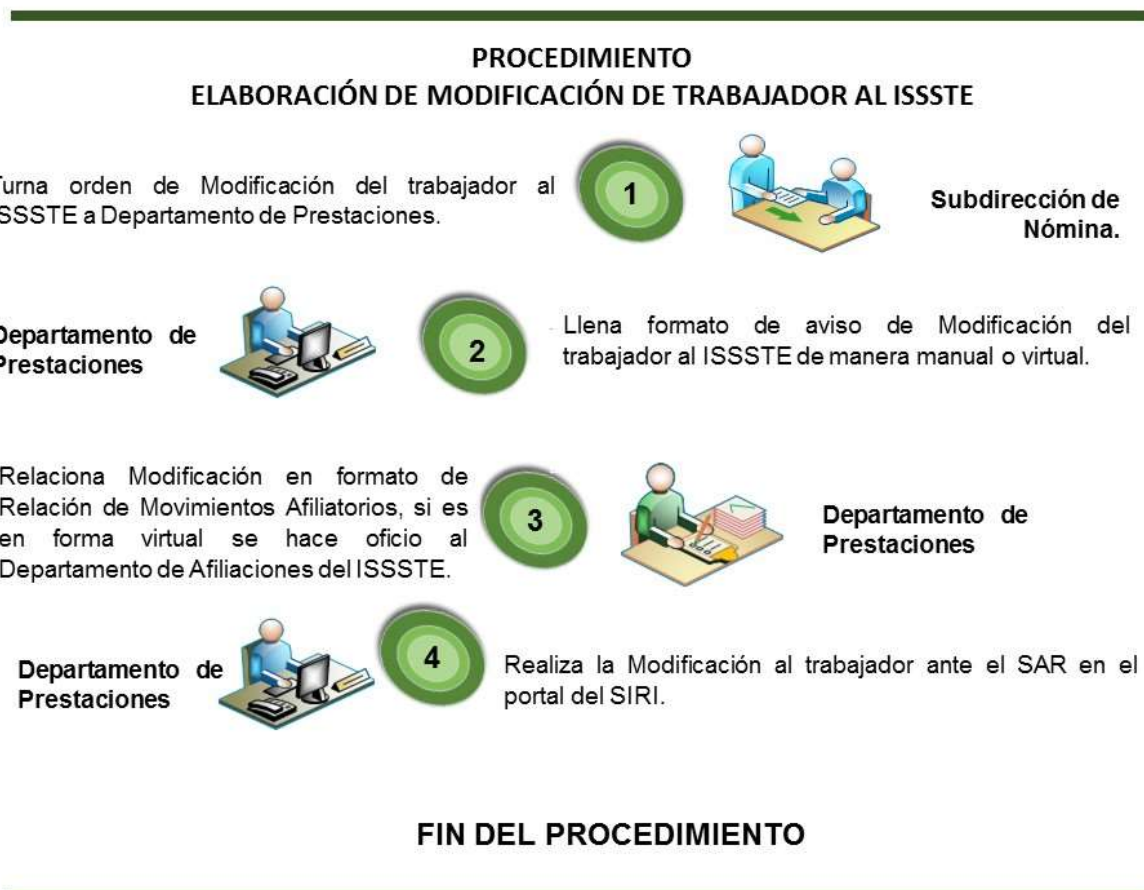 PROCEDIMIENTO
ELABORACIÓN DE MODIFICACIÓN DE TRABAJADOR AL ISSSTE
Turna orden de Modificación del trabajador al
ISSSTE a Departamento de Prestaciones.
1
Subdirección de
Nómina.
Departamento de
Prestaciones
2
Llena formato de aviso de Modificación del
trabajador al ISSSTE de manera manual o virtual.
Relaciona Modificación en formato de
Relación de Movimientos Afiliatorios, si es
en forma virtual se hace oficio al
Departamento de Afiliaciones del ISSSTE.
3
Departamento de
Prestaciones
Departamento de
Prestaciones
4
Realiza la Modificación al trabajador ante el SAR en el
portal del SIRI.
FIN DEL PROCEDIMIENTO